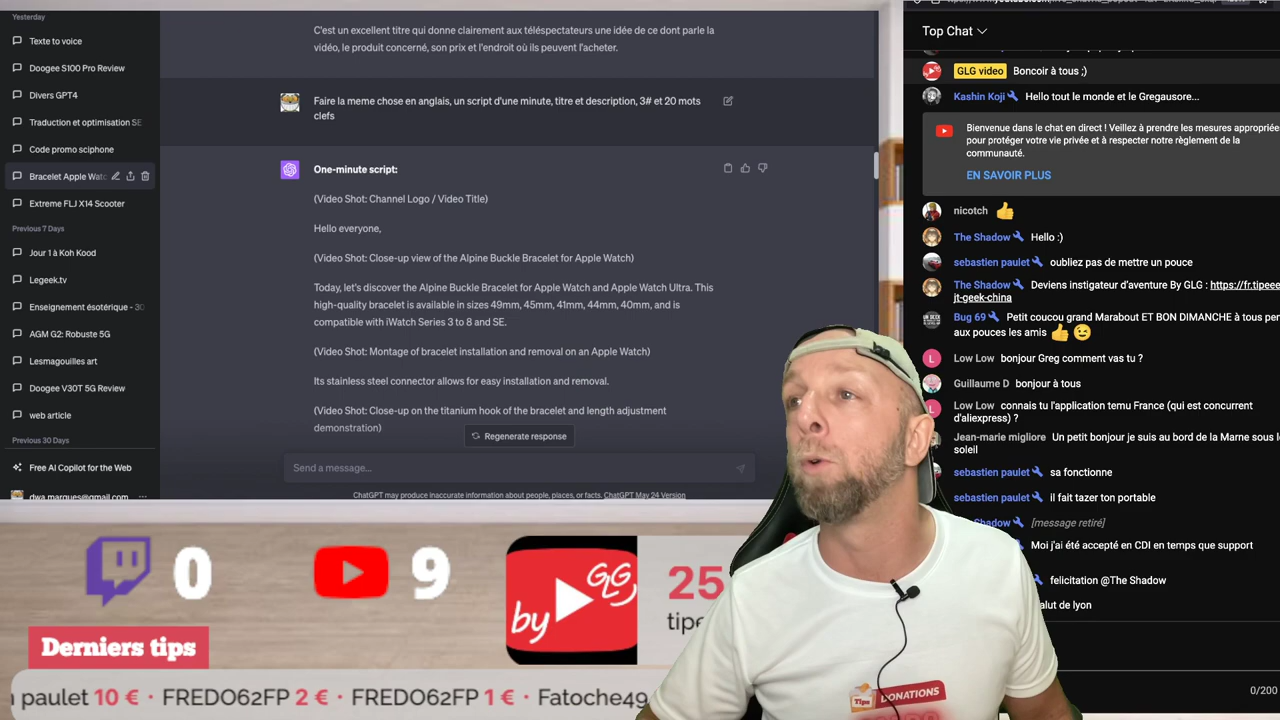 Yesterday
Texte to voice
Doogee S100 Pro Review
Divers GPT4
Traduction et optimisation SE
Code promo sciphone
Bracelet Apple Watc
Extreme FLJ X14 Scooter
Previous 7 Days
Jour 1 à Koh Kood
Legeek.tv
Enseignement ésotérique - 30
AGM G2: Robuste 5G
Lesmagouilles art
Doogee V30T 5G Review
web article
Previous 30 Days
Free AI Copilot for the Web
dwa.marques@gmail.com
C'est un excellent titre qui donne clairement aux téléspectateurs une idée de ce dont parle la
vidéo, le produit concerné, son prix et l'endroit où ils peuvent l'acheter.
Faire la meme chose en anglais, un script d'une minute, titre et description, 3# et 20 mots
clefs
One-minute script:
(Video Shot: Channel Logo / Video Title)
Hello everyone,
(Video Shot: Close-up view of the Alpine Buckle Bracelet for Apple Watch)
Today, let's discover the Alpine Buckle Bracelet for Apple Watch and Apple Watch Ultra. This
high-quality bracelet is available in sizes 49mm, 45mm, 41mm, 44mm, 40mm, and is
compatible with iWatch Series 3 to 8 and SE.
(Video Shot: Montage of bracelet installation and removal on an Apple Watch)
Its stainless steel connector allows for easy installation and removal.
(Video Shot: Close-up on the titanium hook of the bracelet and length adjustment
demonstration)
Regenerate response
Send a message...
ChatGPT may produce inaccurate information about people, places, or facts. ChatGPT May 24 Version
Top Chat
GLG video Boncoir à tous ;)
Kashin Koji Hello tout le monde et le Gregausore...
Bienvenue dans le chat en direct ! Veillez à prendre les mesures appropriée
pour protéger votre vie privée et à respecter notre règlement de la
communauté.
EN SAVOIR PLUS
nicotch
The Shadow Hello :)
sebastien paulet oubliez pas de mettre un pouce
The Shadow Deviens instigateur d'aventure By GLG : https://fr.tipeee
jt-geek-china
Bug 69 Petit coucou grand Marabout ET BON DIMANCHE à tous pen
aux pouces les amis
Low Low bonjour Greg comment vas tu ?
Guillaume D bonjour à tous
Low Low connais tu l'application temu France (qui est concurrent
d'aliexpress) ?
Jean-marie migliore Un petit bonjour je suis au bord de la Marne sous l
soleil
sebastien paulet sa fonctionne
sebastien paulet il fait tazer ton portable
Shadow [message retiré]
Moi j'ai été accepté en CDI en temps que support
felicitation @The Shadow
alut de lyon
0/200
0
9
by GLG
25
tipe
Derniers tips
paulet 10 € · FREDO62FP 2 € · FREDO62FP 1 € · Fatoche49
Tips
DONATIONS